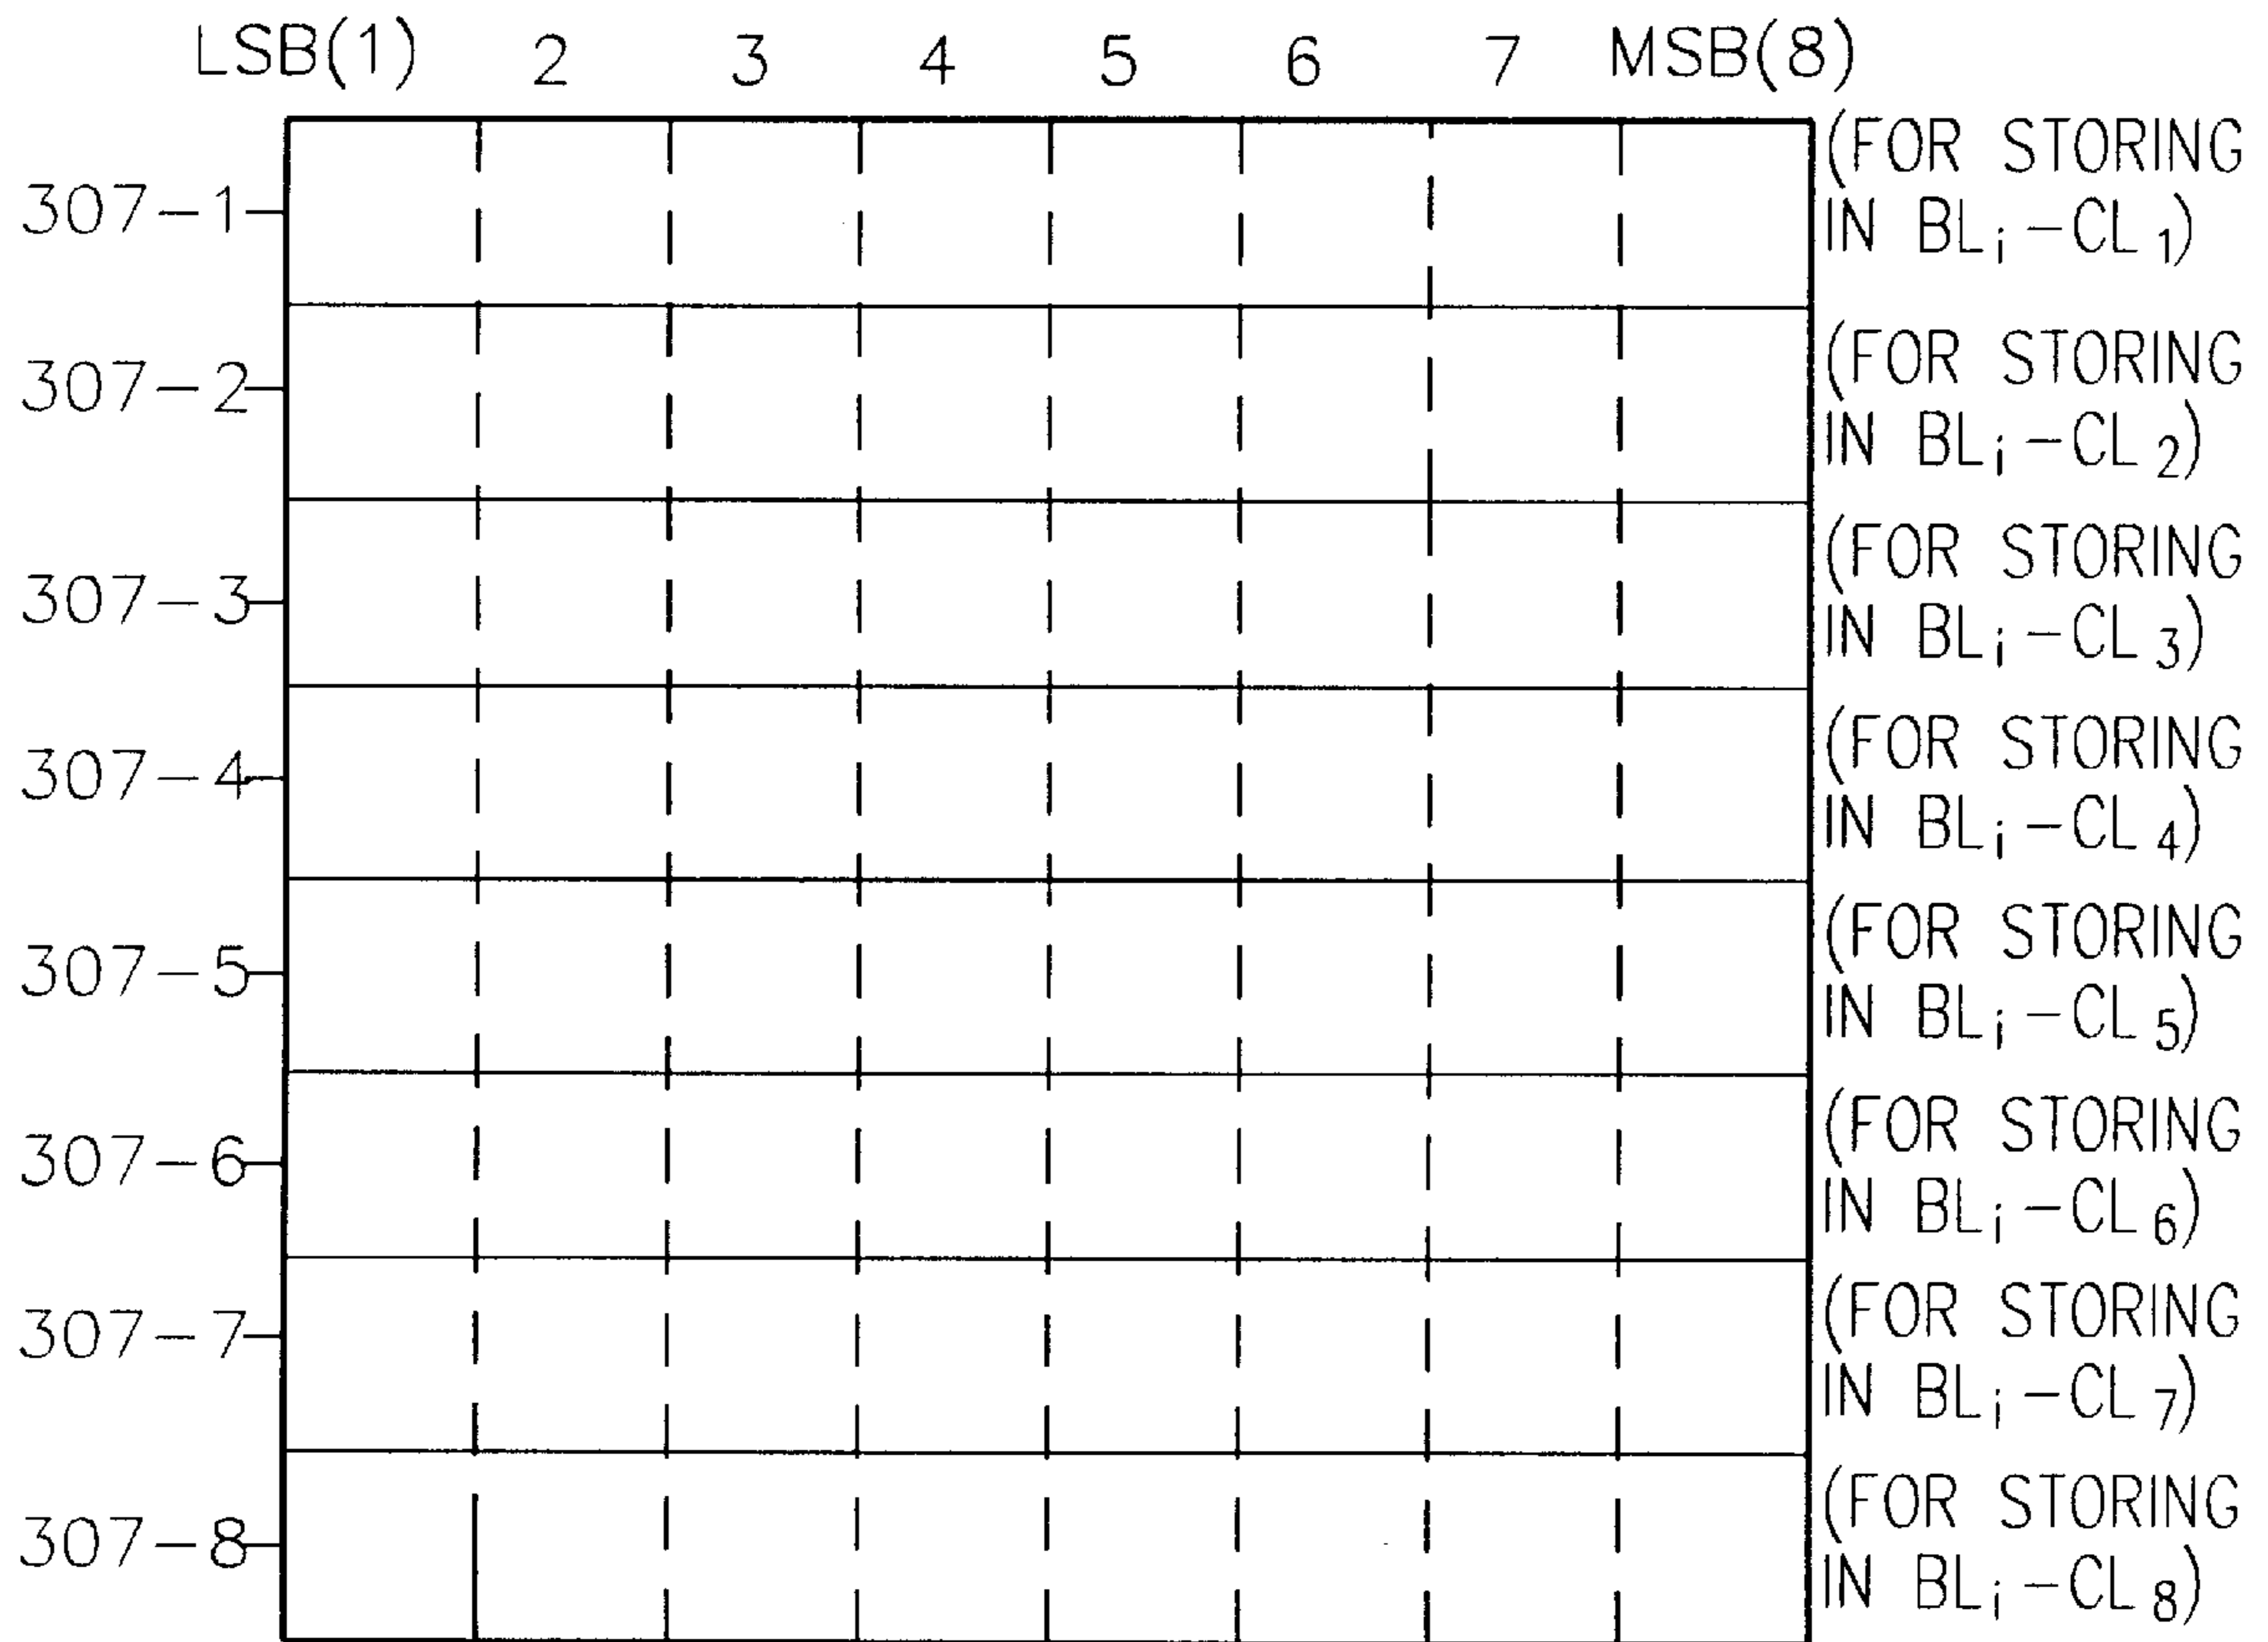 LSB(1) 2 3 4 5 6 7 MSB(8)
307-1 (FOR STORING
IN BLi-CL1)
307-2 (FOR STORING
IN BLi-CL2)
307-3 (FOR STORING
IN BLi-CL3)
307-4 (FOR STORING
IN BLi-CL4)
307-5 (FOR STORING
IN BLi-CL5)
307-6 (FOR STORING
IN BLi-CL6)
307-7 (FOR STORING
IN BLi-CL7)
307-8 (FOR STORING
IN BLi-CL8)